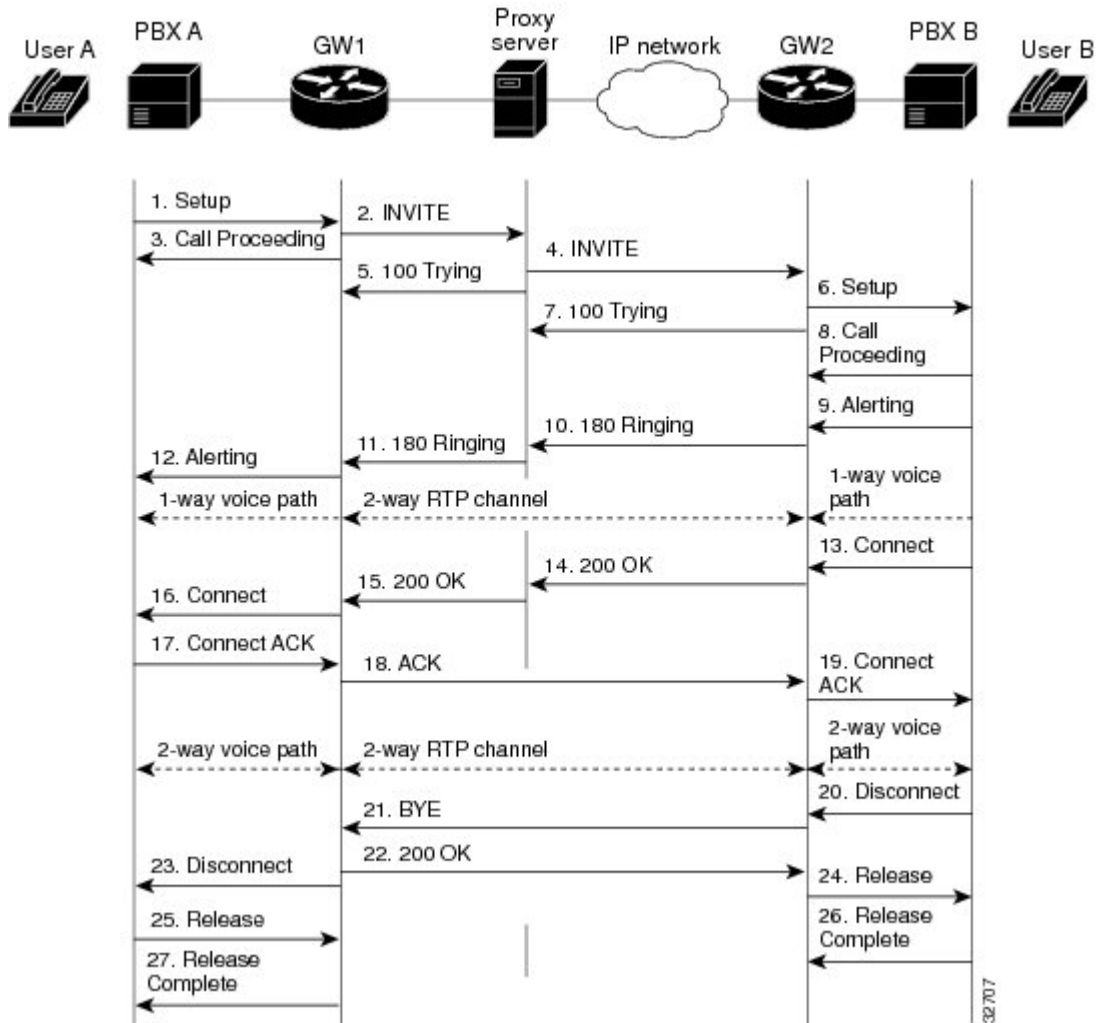 User A
PBX A
GW1
Proxy
server
IP network
GW2
PBX B
User B
1. Setup
2. INVITE
3. Call Proceeding
4. INVITE
5. 100 Trying
6. Setup
7. 100 Trying
8. Call
Proceeding
9. Alerting
10. 180 Ringing
11. 180 Ringing
12. Alerting
1-way voice path
2-way RTP channel
1-way voice
path
13. Connect
14. 200 OK
15. 200 OK
16. Connect
17. Connect ACK
18. ACK
19. Connect
ACK
2-way voice path
2-way RTP channel
2-way voice
path
20. Disconnect
21. BYE
22. 200 OK
23. Disconnect
24. Release
25. Release
26. Release
Complete
27. Release
Complete
32707